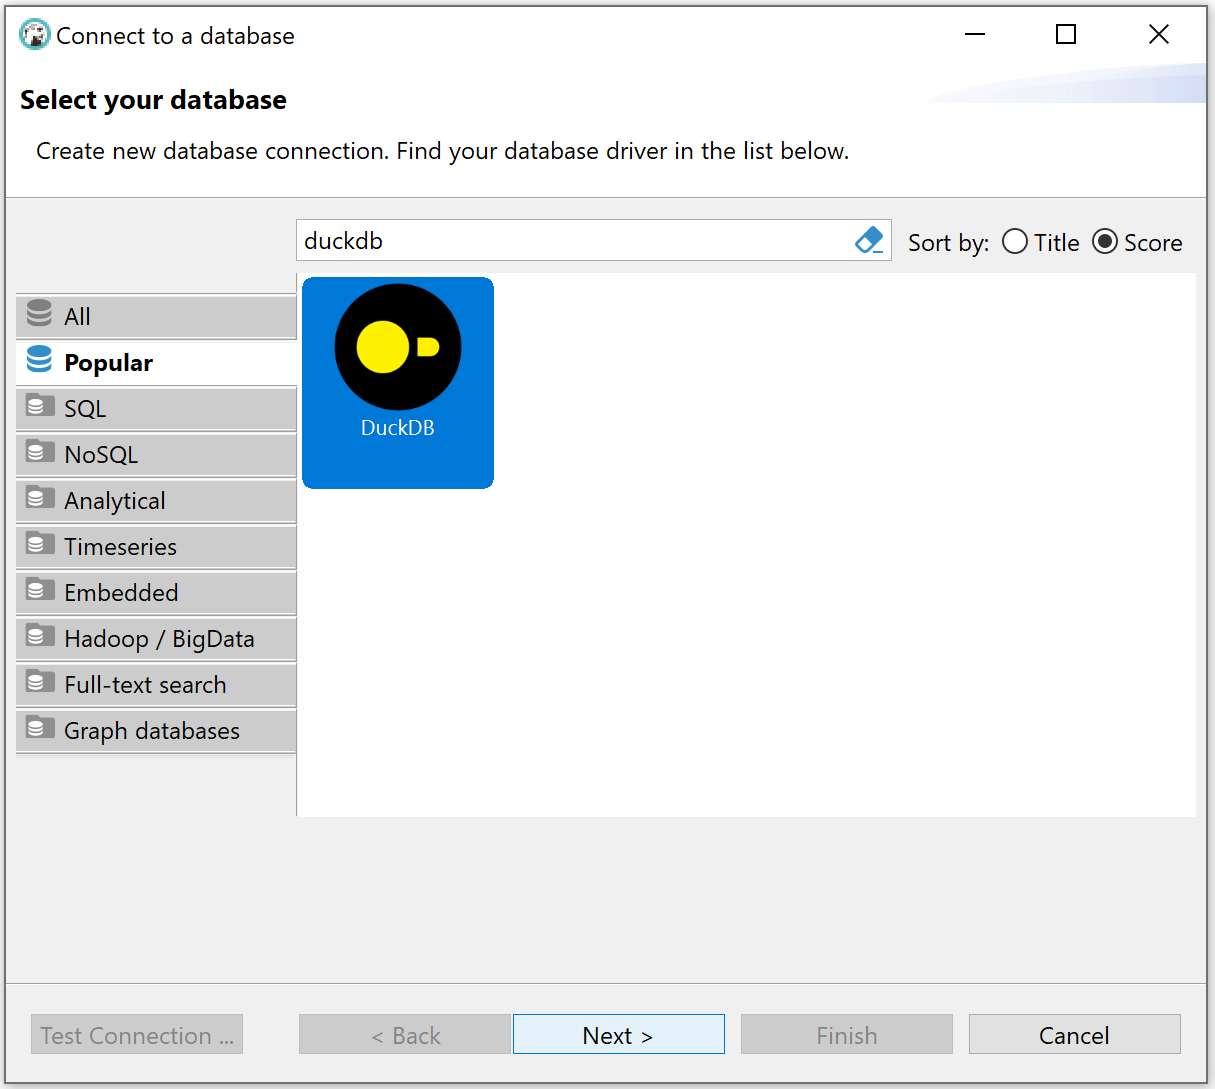 Connect to a database
Select your database
Create new database connection. Find your database driver in the list below.
duckdb
Sort by: Title Score
All
Popular
SQL
NoSQL
Analytical
Timeseries
Embedded
Hadoop / BigData
Full-text search
Graph databases
DuckDB
Test Connection ...
< Back
Next >
Finish
Cancel